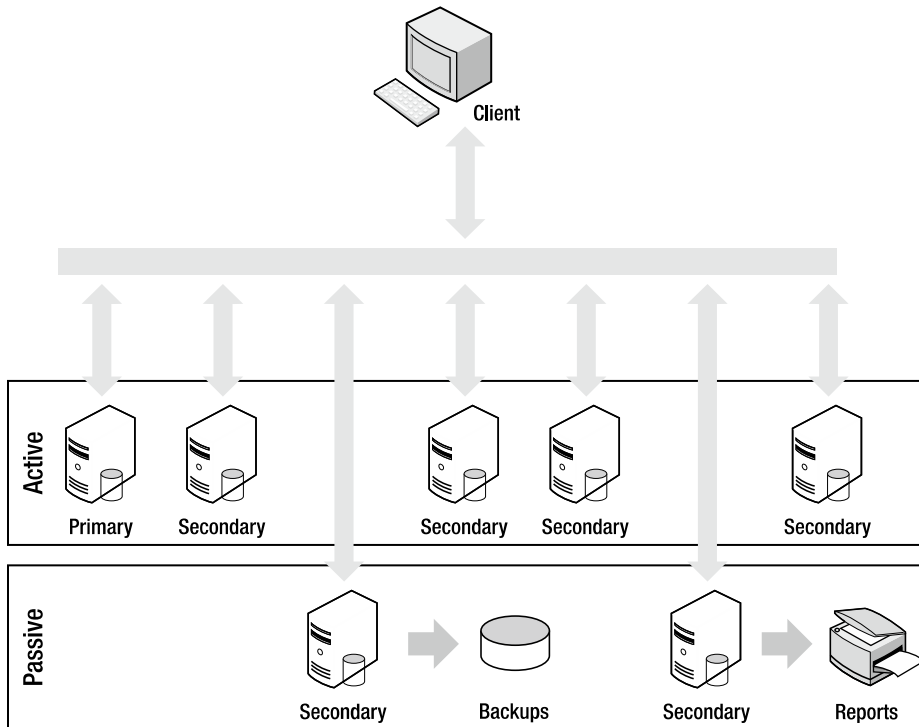 Client
Active
Primary
Secondary
Secondary
Secondary
Secondary
Passive
Secondary
Backups
Secondary
Reports